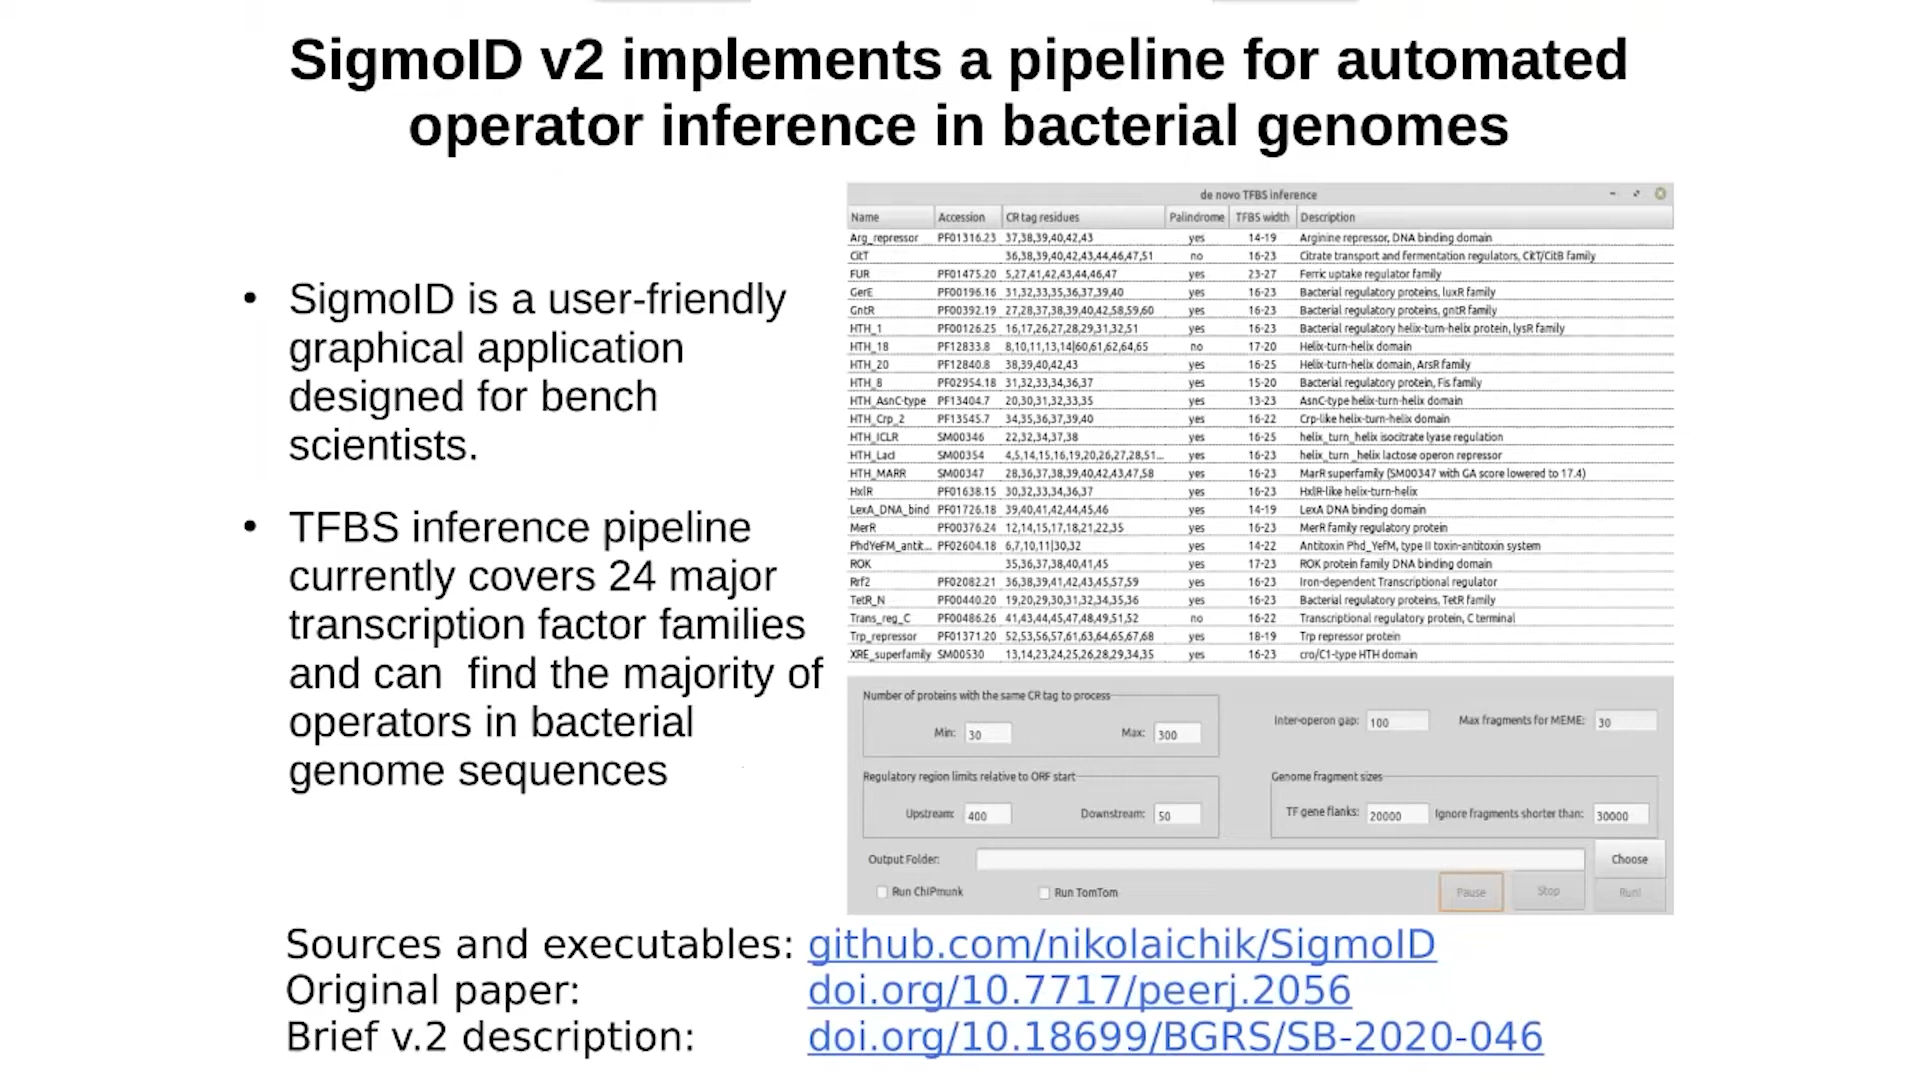 SigmoID v2 implements a pipeline for automated
operator inference in bacterial genomes
• SigmoID is a user-friendly
graphical application
designed for bench
scientists.
• TFBS inference pipeline
currently covers 24 major
transcription factor families
and can  find the majority of
operators in bacterial
genome sequences
de novo TFBS inference
Name Accession CR tag residues Palindrome TFBS width Description
Arg_repressor PF01316.23 37,38,39,40,42,43 yes 14-19 Arginine repressor, DNA binding domain
CitT 36,38,39,40,42,43,44,46,47,51 no 16-23 Citrate transport and fermentation regulators, CitT/CitB family
FUR PF01475.20 5,27,41,42,43,44,46,47 yes 23-27 Ferric uptake regulator family
GerE PF00196.16 31,32,33,35,36,37,39,40 yes 16-23 Bacterial regulatory proteins, luxR family
GntR PF00392.19 27,28,37,38,39,40,42,58,59,60 yes 16-23 Bacterial regulatory proteins, gntR family
HTH_1 PF00126.25 16,17,26,27,28,29,31,32,51 yes 16-23 Bacterial regulatory helix-turn-helix protein, lysR family
HTH_18 PF12833.8 8,10,11,13,14|60,61,62,64,65 no 17-20 Helix-turn-helix domain
HTH_20 PF12840.8 38,39,40,42,43 yes 16-25 Helix-turn-helix domain, ArsR family
HTH_8 PF02954.18 31,32,33,34,36,37 yes 15-20 Bacterial regulatory protein, Fis family
HTH_AsnC-type PF13404.7 20,30,31,32,33,35 yes 13-23 AsnC-type helix-turn-helix domain
HTH_Crp_2 PF13545.7 34,35,36,37,39,40 yes 16-22 Crp-like helix-turn-helix domain
HTH_ICLR SM00346 22,32,34,37,38 yes 16-25 helix_turn_helix isocitrate lyase regulation
HTH_LacI SM00354 4,5,14,15,16,19,20,26,27,28,51... yes 16-23 helix_turn _helix lactose operon repressor
HTH_MARR SM00347 28,36,37,38,39,40,42,43,47,58 yes 16-23 MarR superfamily (SM00347 with GA score lowered to 17.4)
HxlR PF01638.15 30,32,33,34,36,37 yes 16-23 HxlR-like helix-turn-helix
LexA_DNA_bind PF01726.18 39,40,41,42,44,45,46 yes 14-19 LexA DNA binding domain
MerR PF00376.24 12,14,15,17,18,21,22,35 yes 16-23 MerR family regulatory protein
PhdYeFM_antit... PF02604.18 6,7,10,11|30,32 yes 14-22 Antitoxin Phd_YefM, type II toxin-antitoxin system
ROK 35,36,37,38,40,41,45 yes 17-23 ROK protein family DNA binding domain
Rrf2 PF02082.21 36,38,39,41,42,43,45,57,59 yes 16-23 Iron-dependent Transcriptional regulator
TetR_N PF00440.20 19,20,29,30,31,32,34,35,36 yes 16-23 Bacterial regulatory proteins, TetR family
Trans_reg_C PF00486.26 41,43,44,45,47,48,49,51,52 no 16-22 Transcriptional regulatory protein, C terminal
Trp_repressor PF01371.20 52,53,56,57,61,63,64,65,67,68 yes 18-19 Trp repressor protein
XRE_superfamily SM00530 13,14,23,24,25,26,28,29,34,35 yes 16-23 cro/C1-type HTH domain
Number of proteins with the same CR tag to process
Min: 30 Max: 300 Inter-operon gap: 100 Max fragments for MEME: 30
Regulatory region limits relative to ORF start Genome fragment sizes
Upstream: 400 Downstream: 50 TF gene flanks: 20000 Ignore fragments shorter than: 30000
Output Folder: Choose
Run ChIPmunk Run TomTom Pause Stop Run!
Sources and executables: github.com/nikolaichik/SigmoID
Original paper: doi.org/10.7717/peerj.2056
Brief v.2 description: doi.org/10.18699/BGRS/SB-2020-046